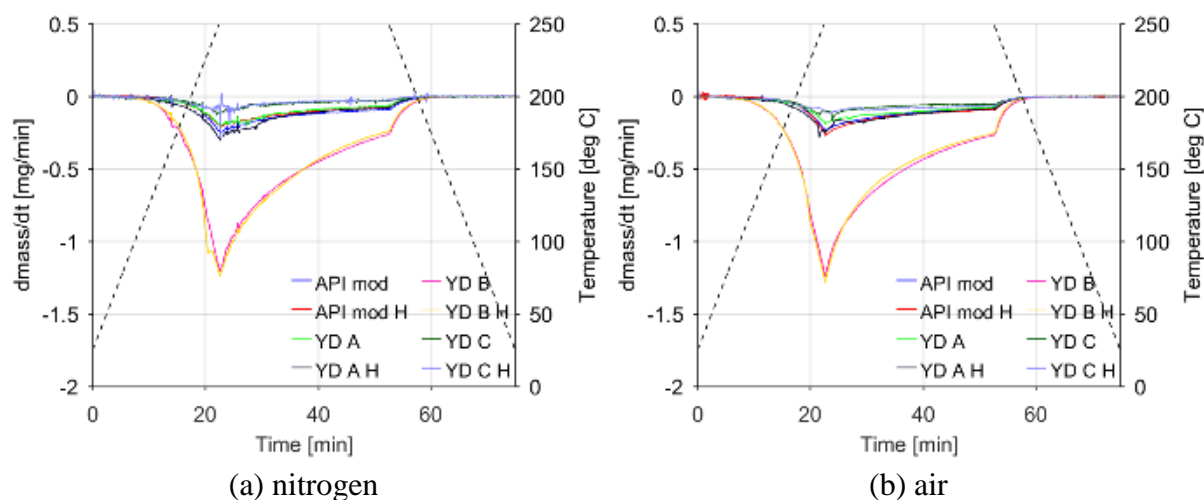 0.5
0
-0.5
-1
-1.5
-2
dmass/dt [mg/min]
250
200
150
100
50
0
Temperature [deg C]
API mod
YD B
API mod H
YD B H
YD A
YD C
YD A H
YD C H
0
20
40
60
Time [min]
(a) nitrogen
0.5
0
-0.5
-1
-1.5
-2
dmass/dt [mg/min]
250
200
150
100
50
0
Temperature [deg C]
API mod
YD B
API mod H
YD B H
YD A
YD C
YD A H
YD C H
0
20
40
60
Time [min]
(b) air